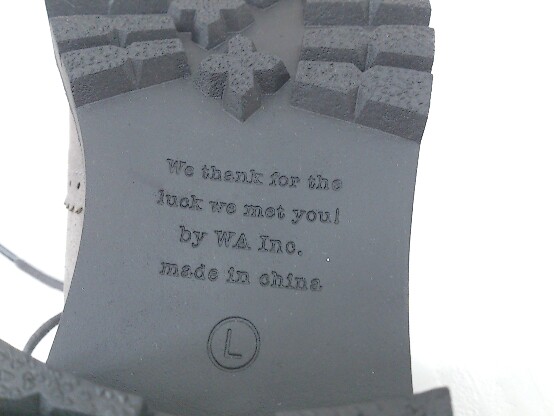 We thank for the
luck we met you!
by WA Inc.
made in china
L